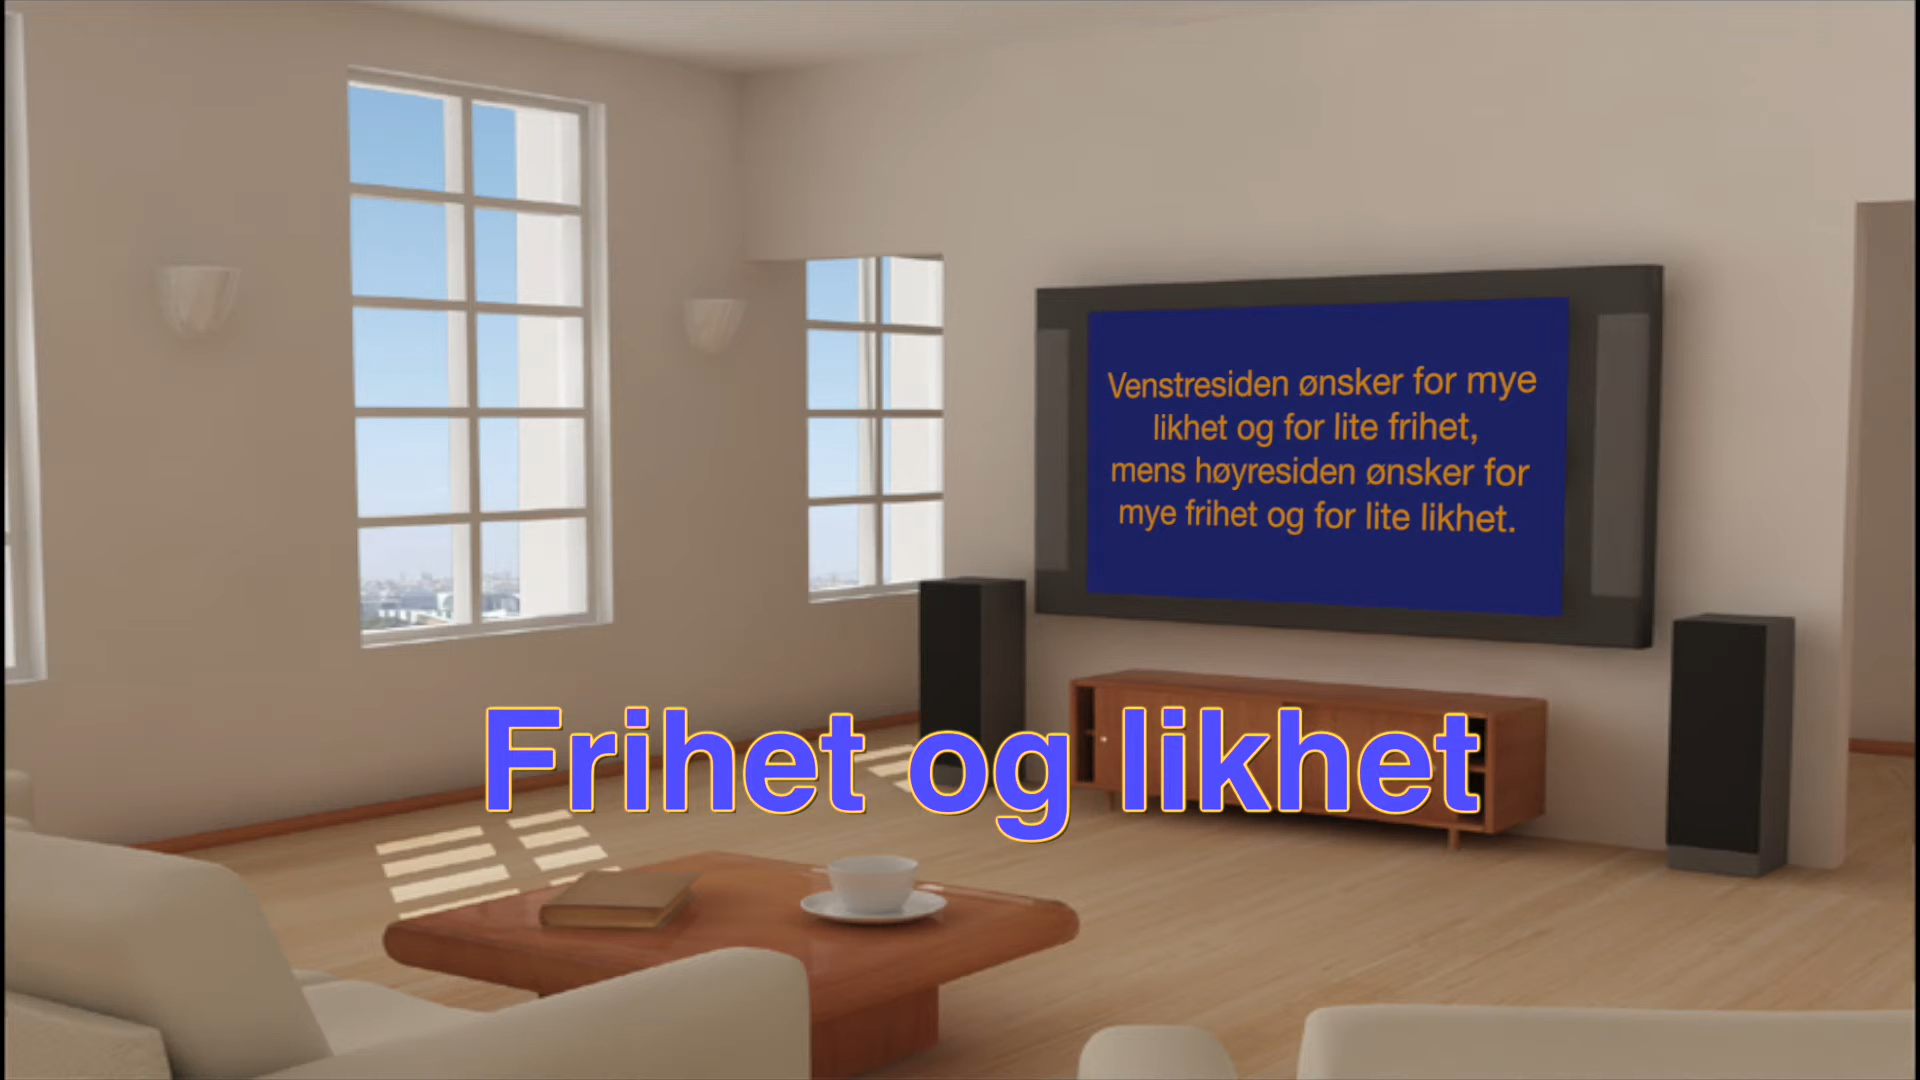 Venstresiden ønsker for mye
likhet og for lite frihet,
mens høyresiden ønsker for
mye frihet og for lite likhet.
Frihet og likhet